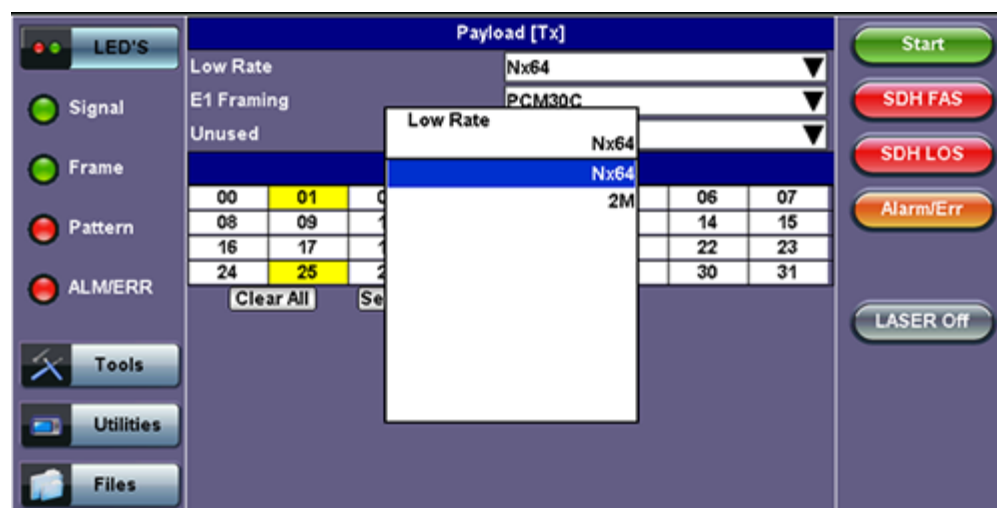 LED'S
Signal
Frame
Pattern
ALM/ERR
Tools
Utilities
Files
Payload [Tx]
Low Rate Nx64
E1 Framing PCM30C
Unused
Low Rate
Nx64
Nx64
2M
00 01 06 07
08 09 14 15
16 17 22 23
24 25 30 31
Clear All
Start
SDH FAS
SDH LOS
Alarm/Err
LASER Off